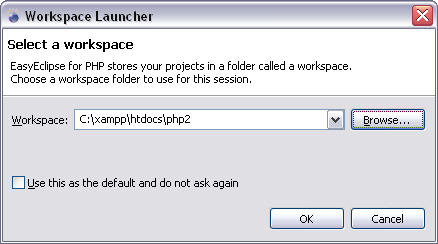 Workspace Launcher
Select a workspace
EasyEclipse for PHP stores your projects in a folder called a workspace.
Choose a workspace folder to use for this session.
Workspace: C:\xampp\htdocs\php2 Browse...
Use this as the default and do not ask again
OK Cancel